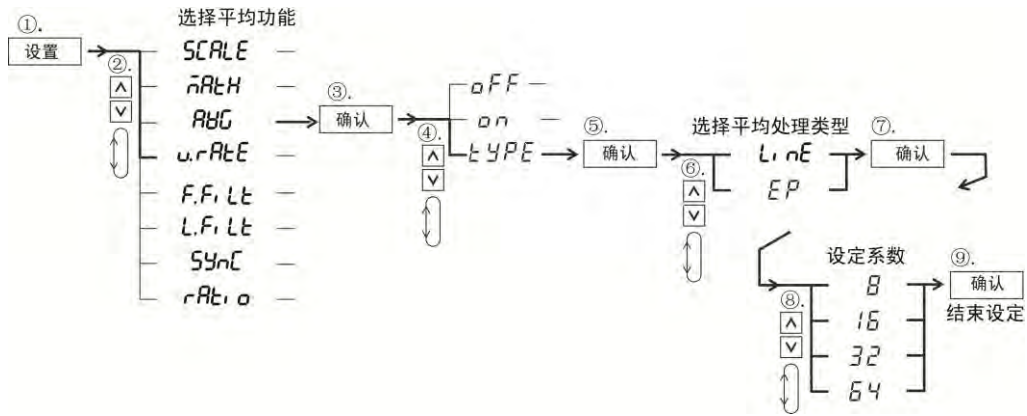 选择平均功能
①.
设置
②.
SCALE
MAtH
AVG
u.rAtE
F.FiLt
L.FiLt
SYnC
rAtio
③.
确认
④.
oFF
on
tYPE
⑤.
确认
选择平均处理类型
⑥.
LinE
EP
⑦.
确认
设定系数
⑧.
8
16
32
64
⑨.
确认
结束设定